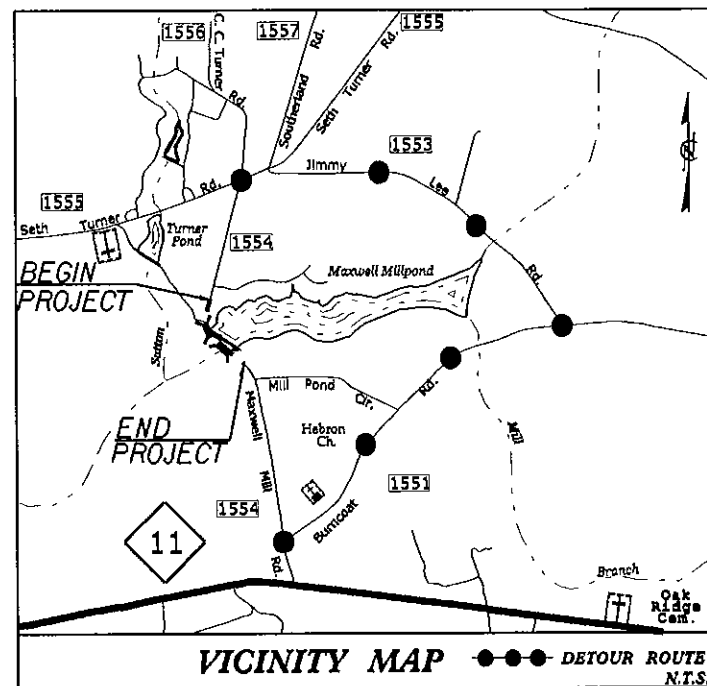 1556
C. C. Turner
Rd.
1557
Southerland
Rd.
1555
Seth Turner
1553
Jimmy
Lee
Rd.
1555
Seth Turner Rd.
Turner
Pond
1554
BEGIN
PROJECT
Maxwell Millpond
Sutton
Mill Pond
Cir.
Rd.
Maxwell
Mill
Rd.
END
PROJECT
Hebron
Ch.
Mill
1551
1554
Burncoat
11
Branch
Oak
Ridge
Cem.
VICINITY MAP
DETOUR ROUTE
N.T.S.